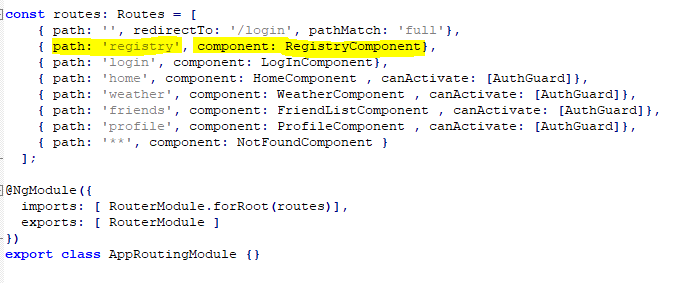 const routes: Routes = [
{ path: '', redirectTo: '/login', pathMatch: 'full'},
{ path: 'registry', component: RegistryComponent},
{ path: 'login', component: LogInComponent},
{ path: 'home', component: HomeComponent , canActivate: [AuthGuard]},
{ path: 'weather', component: WeatherComponent , canActivate: [AuthGuard]},
{ path: 'friends', component: FriendListComponent , canActivate: [AuthGuard]},
{ path: 'profile', component: ProfileComponent , canActivate: [AuthGuard]},
{ path: '**', component: NotFoundComponent }
];
@NgModule({
imports: [ RouterModule.forRoot(routes)],
exports: [ RouterModule ]
})
export class AppRoutingModule {}